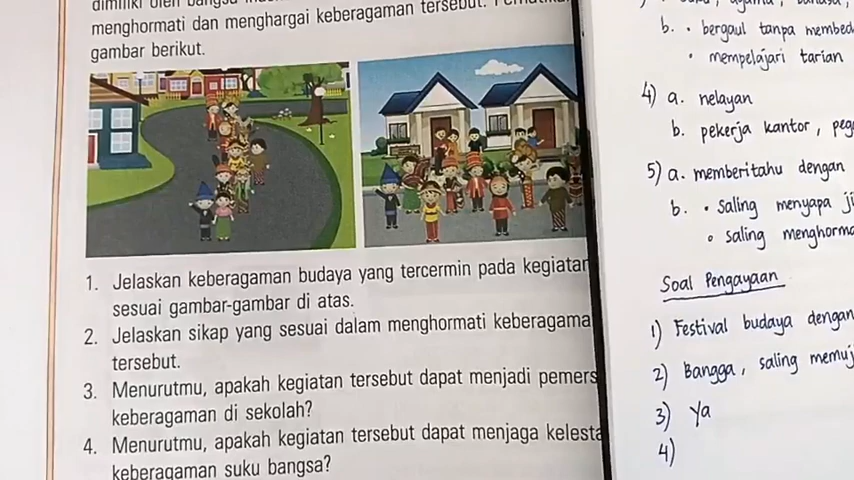 menghormati dan menghargai keberagaman tersebut.
gambar berikut.
1. Jelaskan keberagaman budaya yang tercermin pada kegiatan
sesuai gambar-gambar di atas.
2. Jelaskan sikap yang sesuai dalam menghormati keberagama
tersebut.
3. Menurutmu, apakah kegiatan tersebut dapat menjadi pemers
keberagaman di sekolah?
4. Menurutmu, apakah kegiatan tersebut dapat menjaga kelesta
keberagaman suku bangsa?
b. • bergaul tanpa membed
• mempelajari tarian
4) a. nelayan
b. pekerja kantor, peg
5) a. memberitahu dengan
b. • Saling menyapa ji
• saling menghorma
Soal Pengayaan
1) Festival budaya dengan
2) Bangga, saling memuj
3) Ya
4)